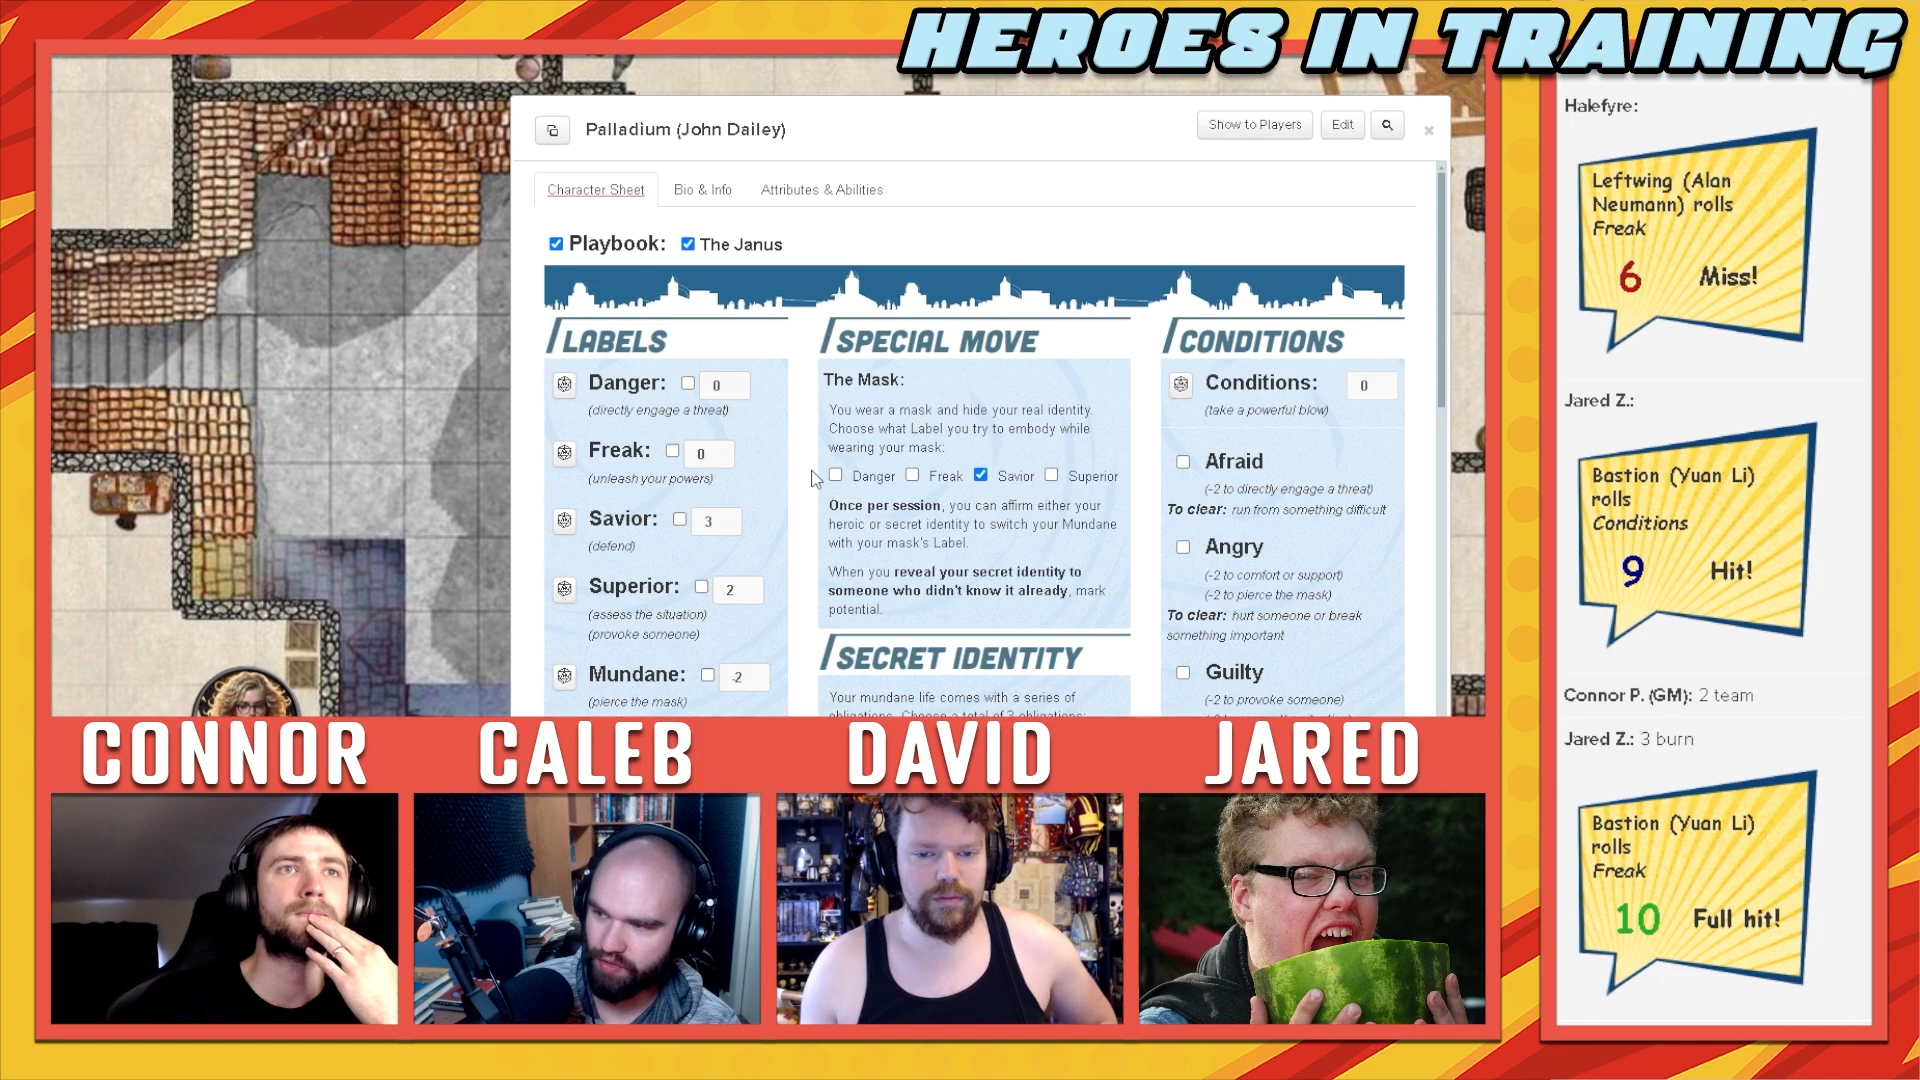 HEROES IN TRAINING
Palladium (John Dailey)
Show to Players
Edit
Character Sheet
Bio & Info
Attributes & Abilities
Playbook:
The Janus
LABELS
Danger:
0
(directly engage a threat)
Freak:
0
(unleash your powers)
Savior:
3
(defend)
Superior:
2
(assess the situation)
(provoke someone)
Mundane:
-2
(pierce the mask)
SPECIAL MOVE
The Mask:
You wear a mask and hide your real identity.
Choose what Label you try to embody while
wearing your mask:
Danger
Freak
Savior
Superior
Once per session, you can affirm either your
heroic or secret identity to switch your Mundane
with your mask's Label.
When you reveal your secret identity to
someone who didn't know it already, mark
potential.
SECRET IDENTITY
Your mundane life comes with a series of
obligations. Choose a total of 3 obligations:
CONDITIONS
Conditions:
0
(take a powerful blow)
Afraid
(-2 to directly engage a threat)
To clear: run from something difficult
Angry
(-2 to comfort or support)
(-2 to pierce the mask)
To clear: hurt someone or break
something important
Guilty
(-2 to provoke someone)
Halefyre:
Leftwing (Alan
Neumann) rolls
Freak
6 Miss!
Jared Z.:
Bastion (Yuan Li)
rolls
Conditions
9 Hit!
Connor P. (GM): 2 team
Jared Z.: 3 burn
Bastion (Yuan Li)
rolls
Freak
10 Full hit!
CONNOR
CALEB
DAVID
JARED